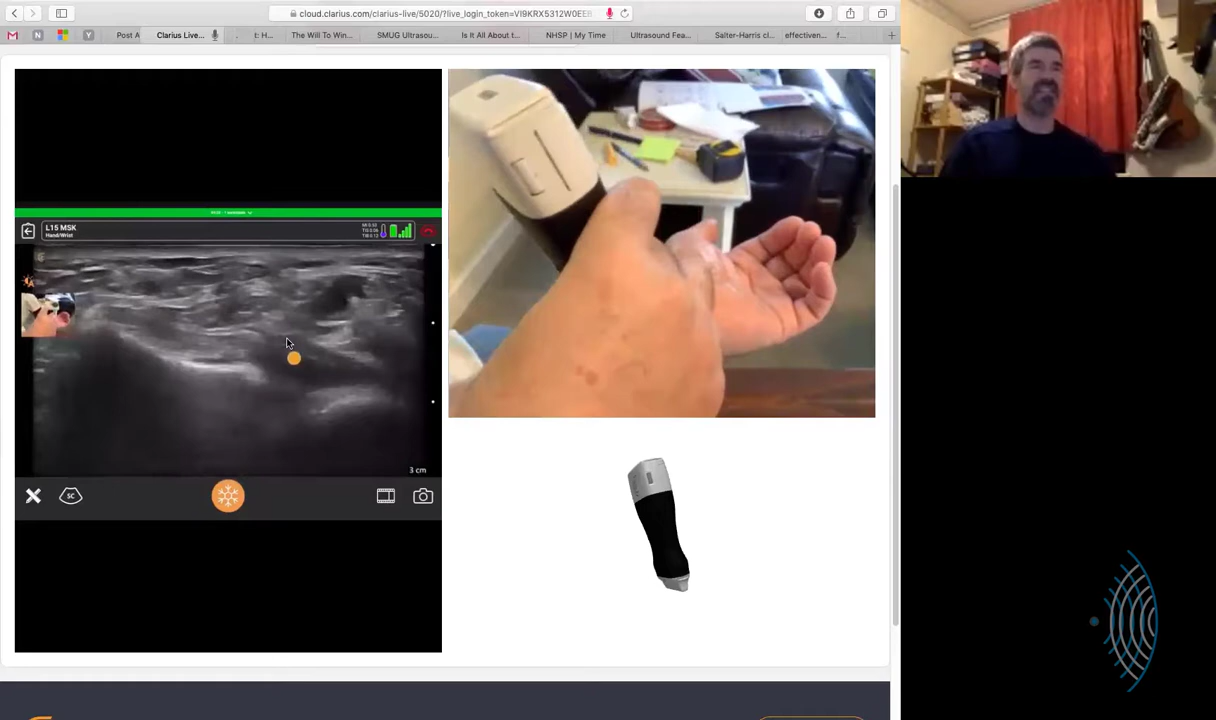 cloud.clarius.com/clarius-live/5020/?live_login_token=VI9KRX5312W0EE
N
Y
Post A
Clarius Live...
t: H...
The Will To Win...
SMUG Ultrasou...
Is It All About t...
NHSP | My Time
Ultrasound Fea...
Salter-Harris cl...
effectiven...
f...
L15 MSK
Hand/Wrist
3 cm
SC